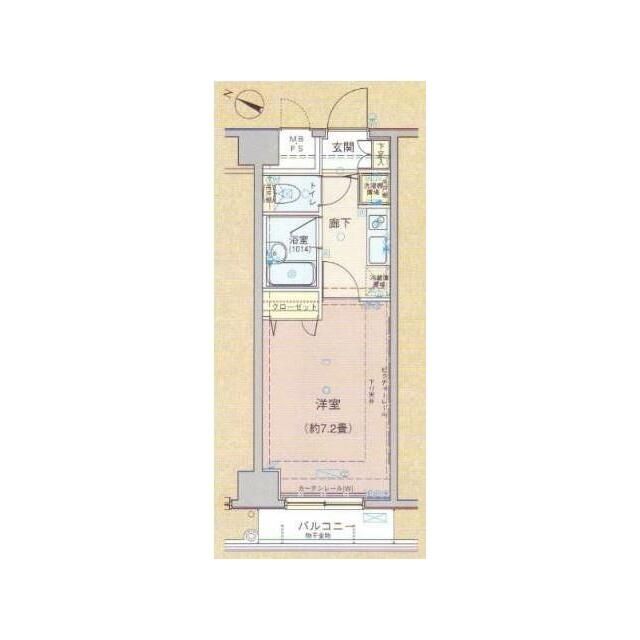 N
MB
・
PS
玄関
下足入
トイレ
洗濯機
置場
廊下
浴室
(1014)
冷蔵庫
置場
クローゼット
ピクチャーレール
下り天井
洋室
(約7.2畳)
カーテンレール(W)
バルコニー
物干金物